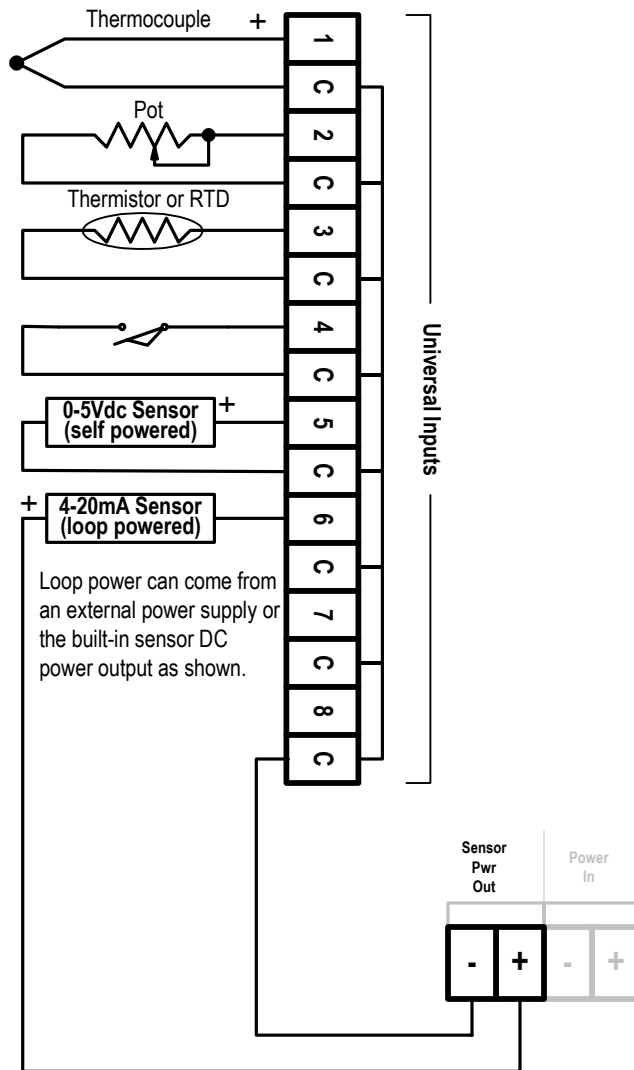 Thermocouple +
1
C
Pot
2
C
Thermistor or RTD
3
C
4
C
0-5Vdc Sensor +
(self powered)
5
C
+ 4-20mA Sensor
(loop powered)
6
C
Loop power can come from
an external power supply or
the built-in sensor DC
power output as shown.
7
C
8
C
Universal Inputs
Sensor
Pwr
Out
Power
In
- + - +